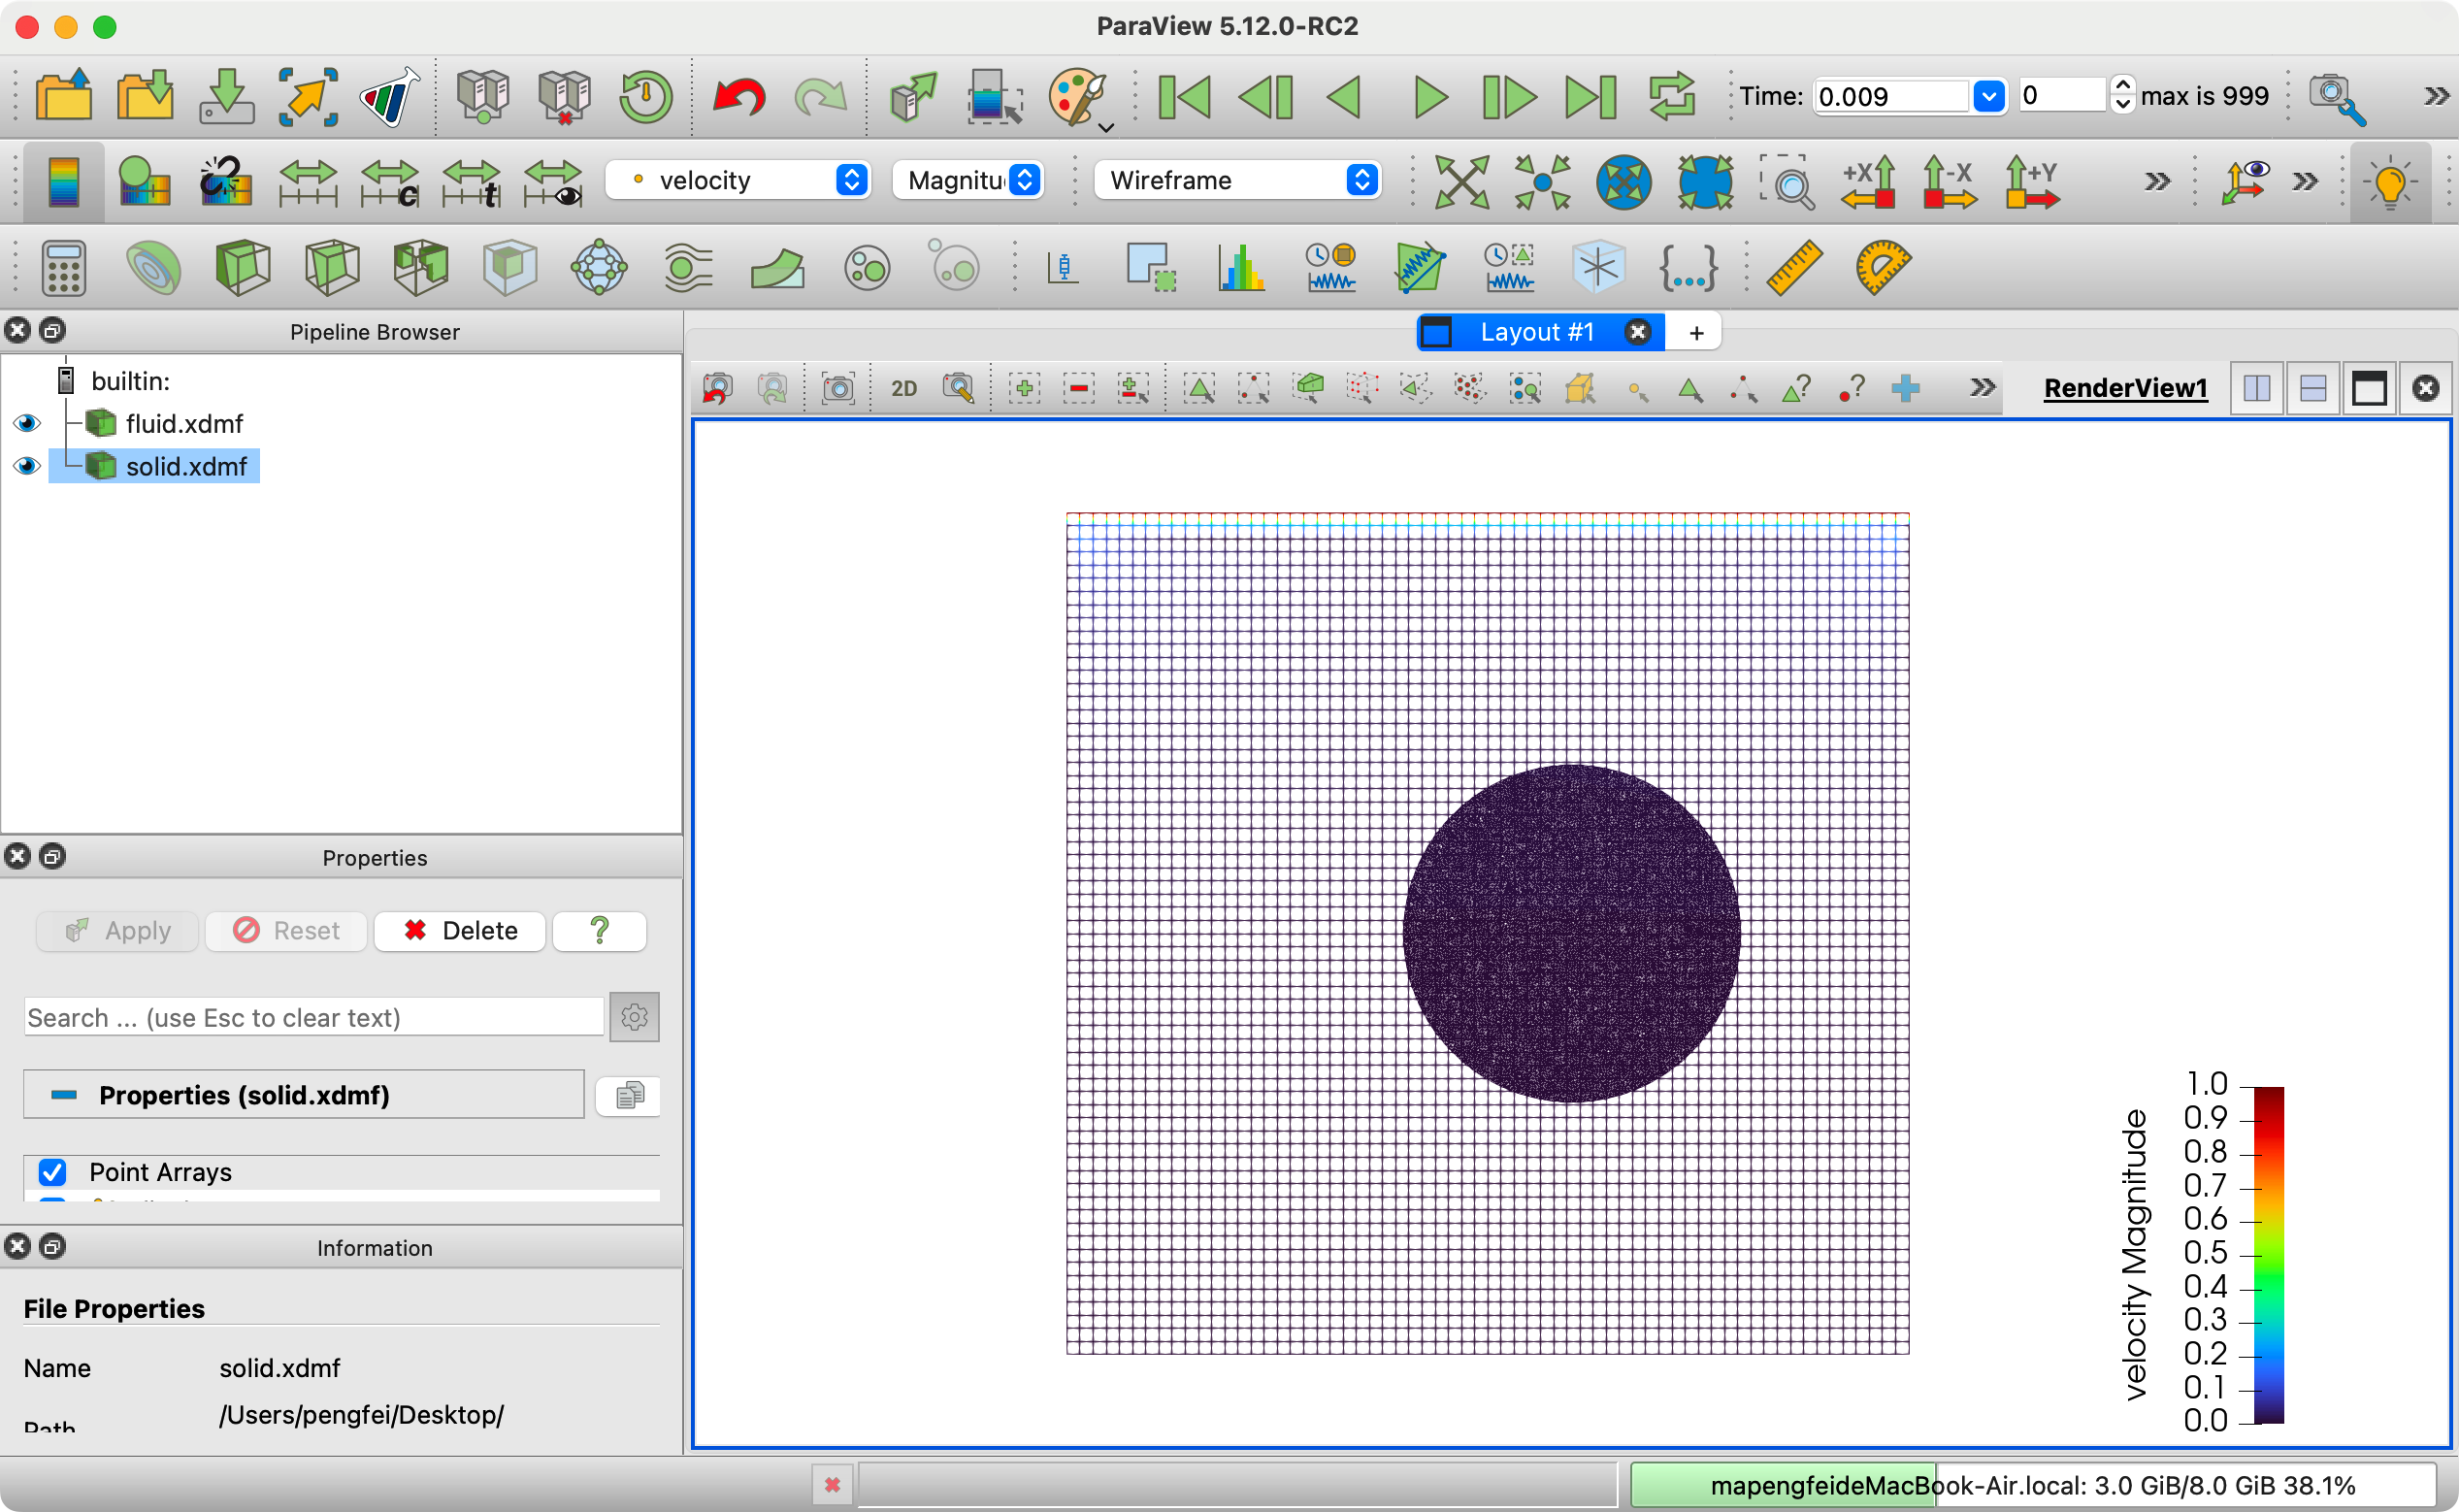 ParaView 5.12.0-RC2
Time: 0.009 0 max is 999
c t velocity Magnitu Wireframe +X -X +Y
Pipeline Browser
Layout #1 +
builtin:
fluid.xdmf
solid.xdmf
2D RenderView1
Properties
Apply Reset Delete ?
Search ... (use Esc to clear text)
Properties (solid.xdmf)
Point Arrays
Information
File Properties
Name solid.xdmf
Path /Users/pengfei/Desktop/
velocity Magnitude
1.0
0.9
0.8
0.7
0.6
0.5
0.4
0.3
0.2
0.1
0.0
mapengfeideMacBook-Air.local: 3.0 GiB/8.0 GiB 38.1%